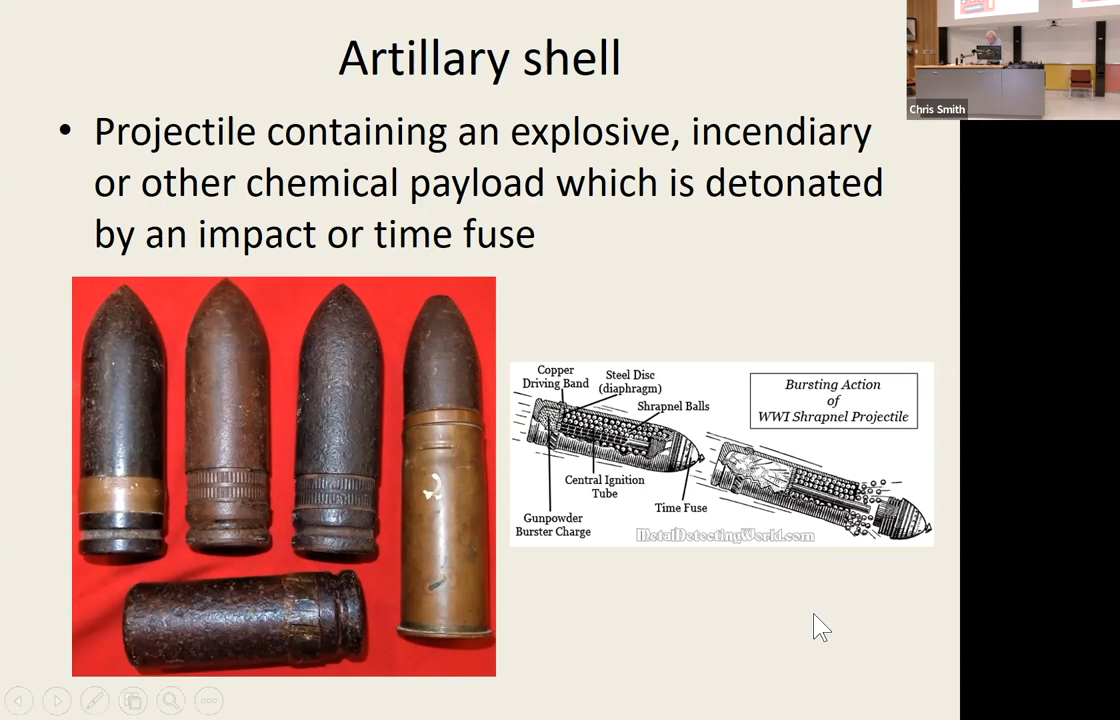 Artillary shell
• Projectile containing an explosive, incendiary
or other chemical payload which is detonated
by an impact or time fuse
Chris Smith
Copper
Driving Band
Steel Disc
(diaphragm)
Shrapnel Balls
Central Ignition
Tube
Time Fuse
Gunpowder
Burster Charge
Bursting Action
of
WWI Shrapnel Projectile
MetalDetectingWorld.com